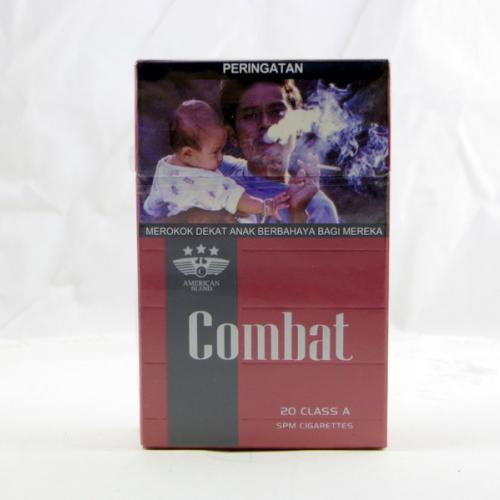 PERINGATAN
MEROKOK DEKAT ANAK BERBAHAYA BAGI MEREKA
C
AMERICAN
BLEND
Combat
20 CLASS A
SPM CIGARETTES